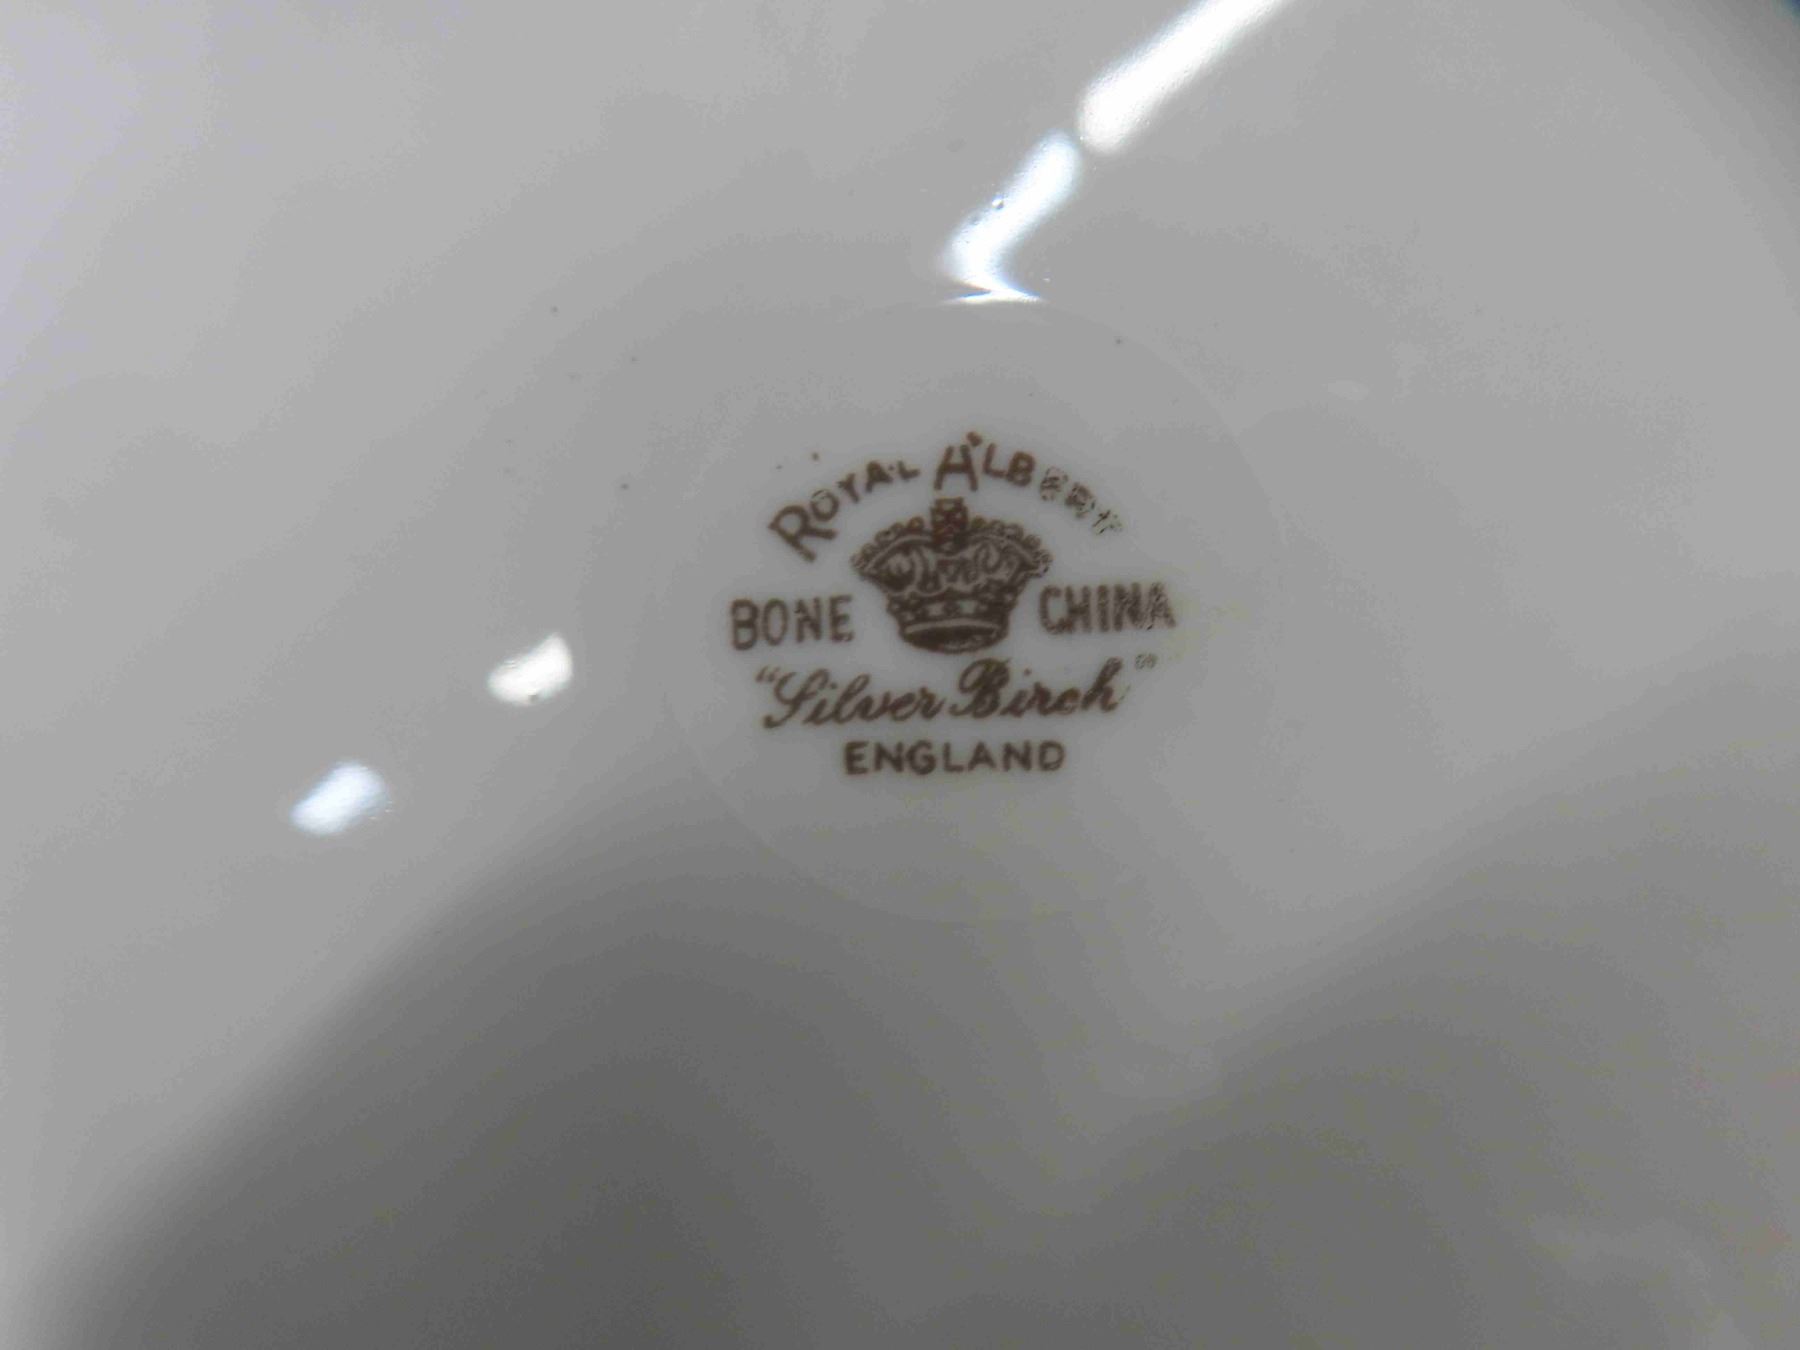 ROYAL ALBERT
BONE CHINA
"Silver Birch"
ENGLAND